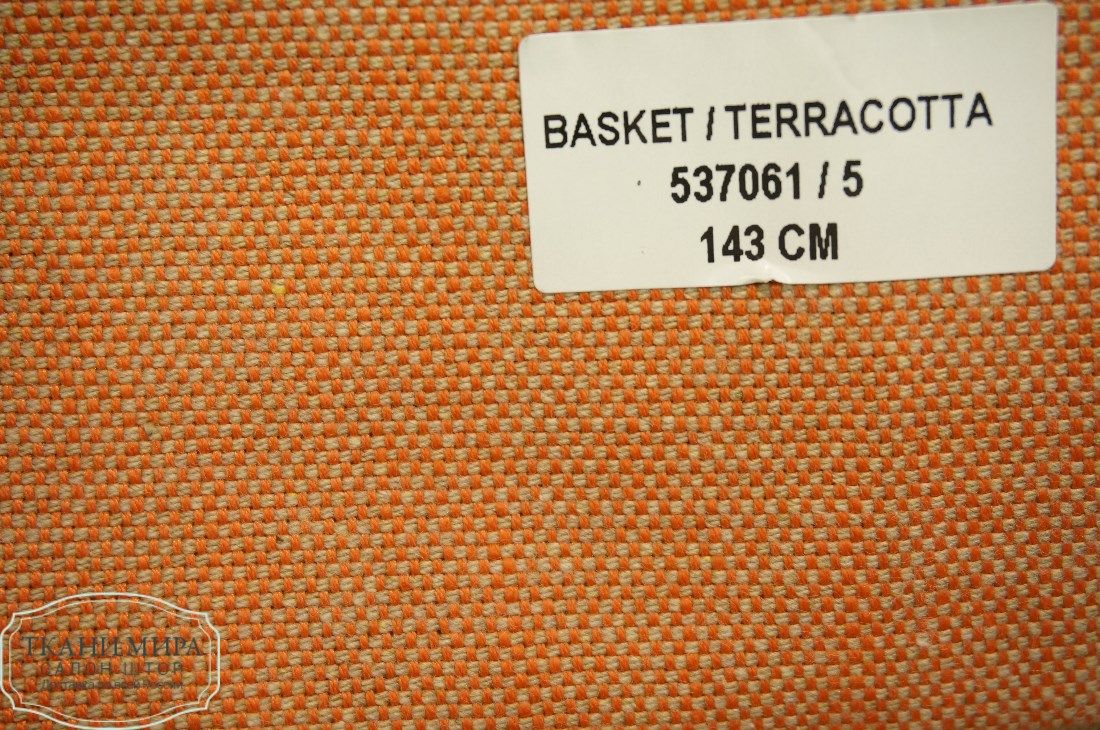 BASKET / TERRACOTTA
537061 / 5
143 CM
ТКАНИ МИРА
САЛОН ШТОР